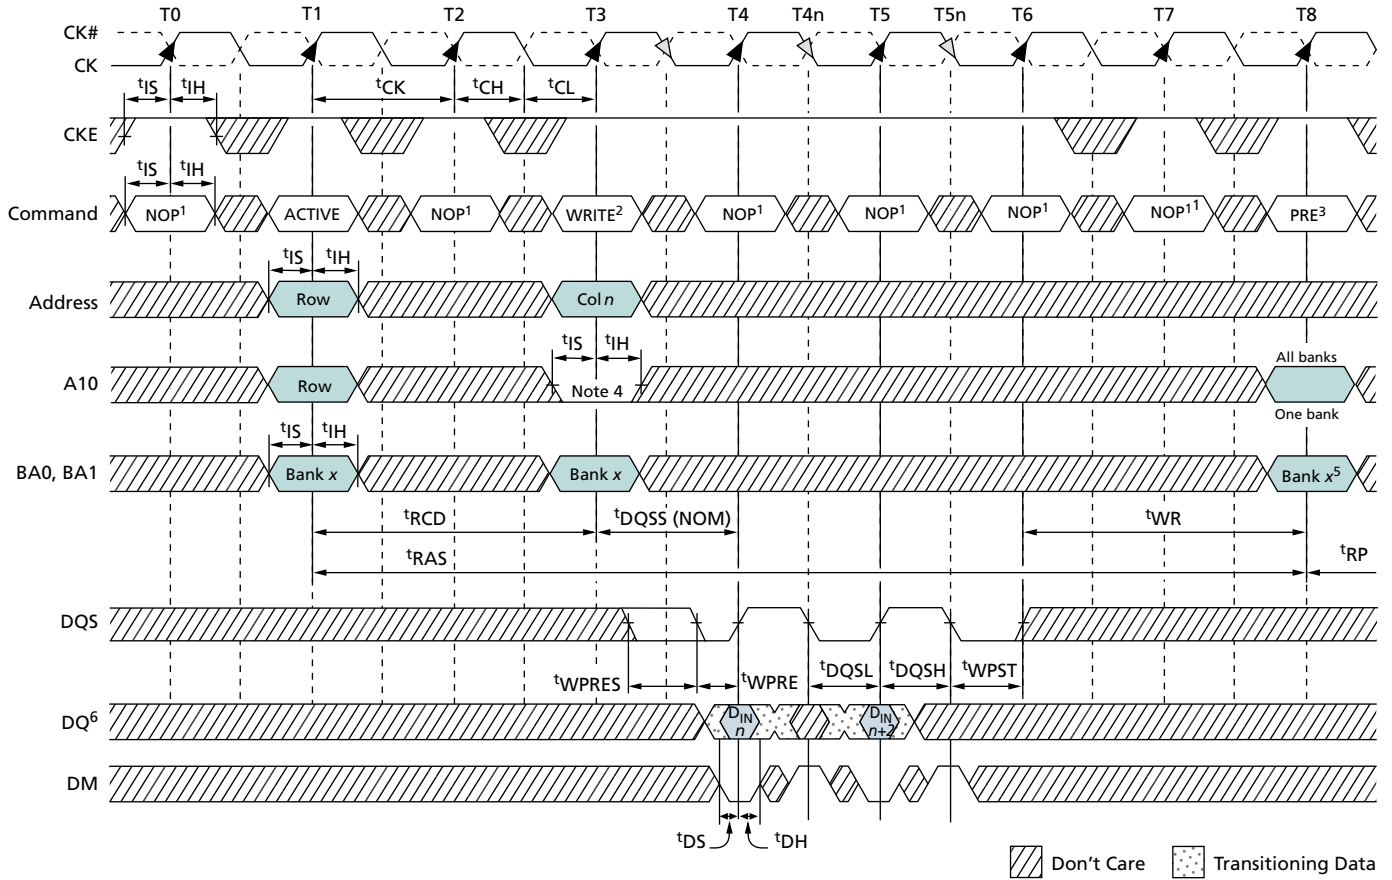 T0 T1 T2 T3 T4 T4n T5 T5n T6 T7 T8
CK#
CK
tIS tIH tCK tCH tCL
CKE
tIS tIH
Command NOP1 ACTIVE NOP1 WRITE2 NOP1 NOP1 NOP1 NOP11 PRE3
tIS tIH
Address Row Col n
tIS tIH
All banks
A10 Row Note 4
One bank
tIS tIH
BA0, BA1 Bank x Bank x Bank x5
tRCD tDQSS (NOM) tWR
tRAS tRP
DQS
tWPRES tWPRE tDQSL tDQSH tWPST
DQ6 DIN DIN
n n+2
DM
tDS tDH
Don't Care Transitioning Data